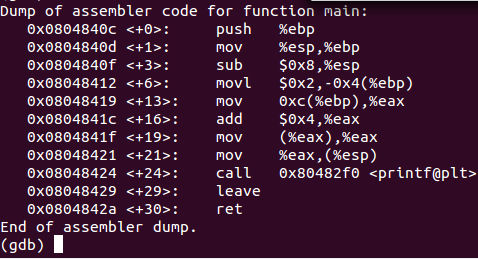 Dump of assembler code for function main:
0x0804840c <+0>: push %ebp
0x0804840d <+1>: mov %esp,%ebp
0x0804840f <+3>: sub $0x8,%esp
0x08048412 <+6>: movl $0x2,-0x4(%ebp)
0x08048419 <+13>: mov 0xc(%ebp),%eax
0x0804841c <+16>: add $0x4,%eax
0x0804841f <+19>: mov (%eax),%eax
0x08048421 <+21>: mov %eax,(%esp)
0x08048424 <+24>: call 0x80482f0 <printf@plt>
0x08048429 <+29>: leave
0x0804842a <+30>: ret
End of assembler dump.
(gdb)